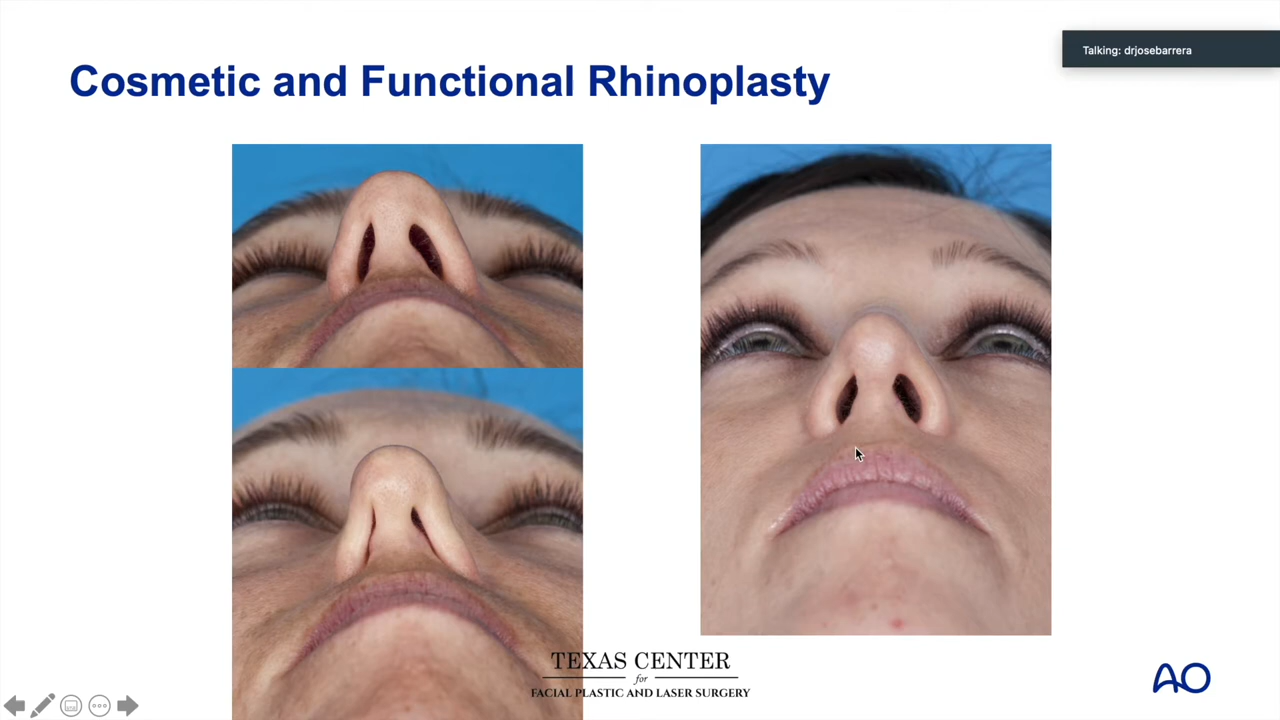 Talking: drjosebarrera
Cosmetic and Functional Rhinoplasty
TEXAS CENTER
for
FACIAL PLASTIC AND LASER SURGERY
AO